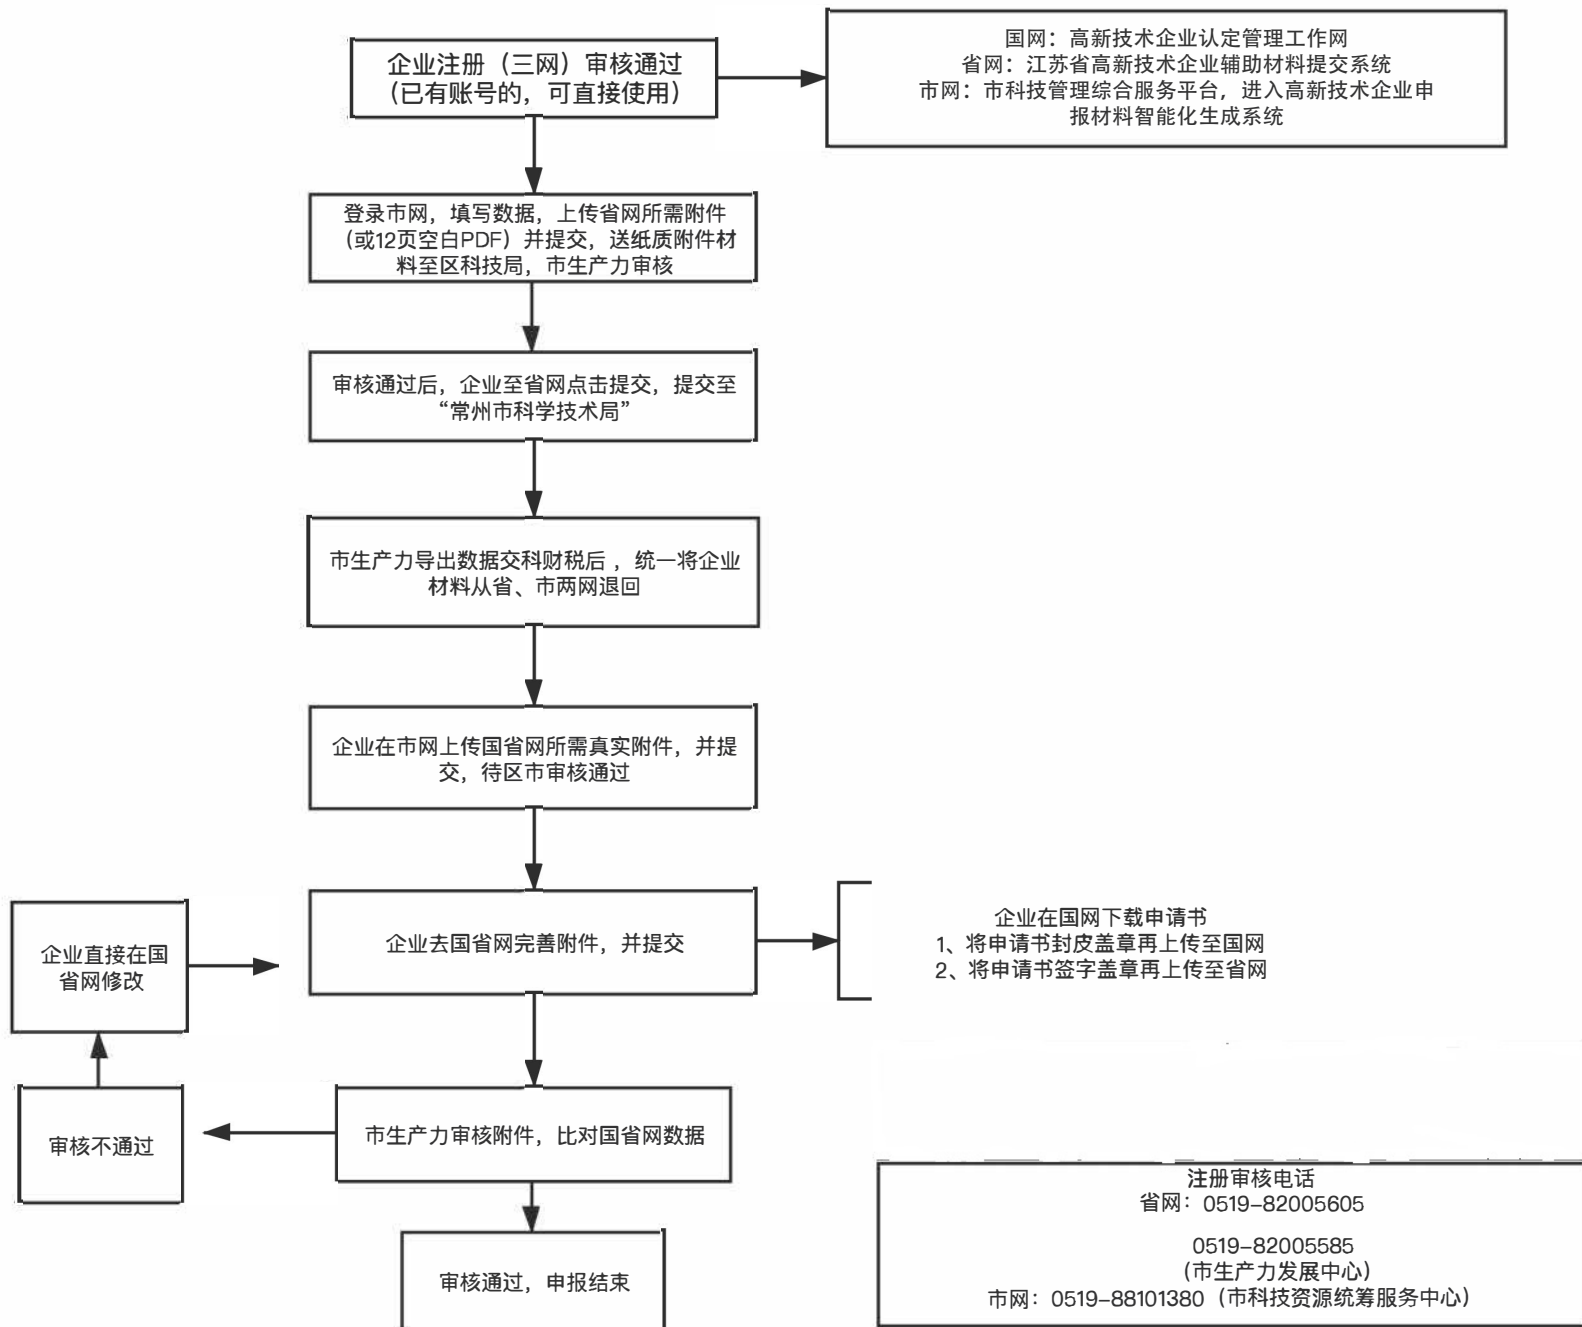 企业注册（三网）审核通过
（已有账号的，可直接使用）
国网：高新技术企业认定管理工作网
省网：江苏省高新技术企业辅助材料提交系统
市网：市科技管理综合服务平台，进入高新技术企业申
报材料智能化生成系统
登录市网，填写数据，上传省网所需附件
（或12页空白PDF）并提交，送纸质附件材
料至区科技局，市生产力审核
审核通过后，企业至省网点击提交，提交至
“常州市科学技术局”
市生产力导出数据交科财税后，统一将企业
材料从省、市两网退回
企业在市网上传国省网所需真实附件，并提
交，待区市审核通过
企业直接在国
省网修改
企业去国省网完善附件，并提交
企业在国网下载申请书
1、将申请书封皮盖章再上传至国网
2、将申请书签字盖章再上传至省网
审核不通过
市生产力审核附件，比对国省网数据
审核通过，申报结束
注册审核电话
省网：0519-82005605
0519-82005585
（市生产力发展中心）
市网：0519-88101380（市科技资源统筹服务中心）